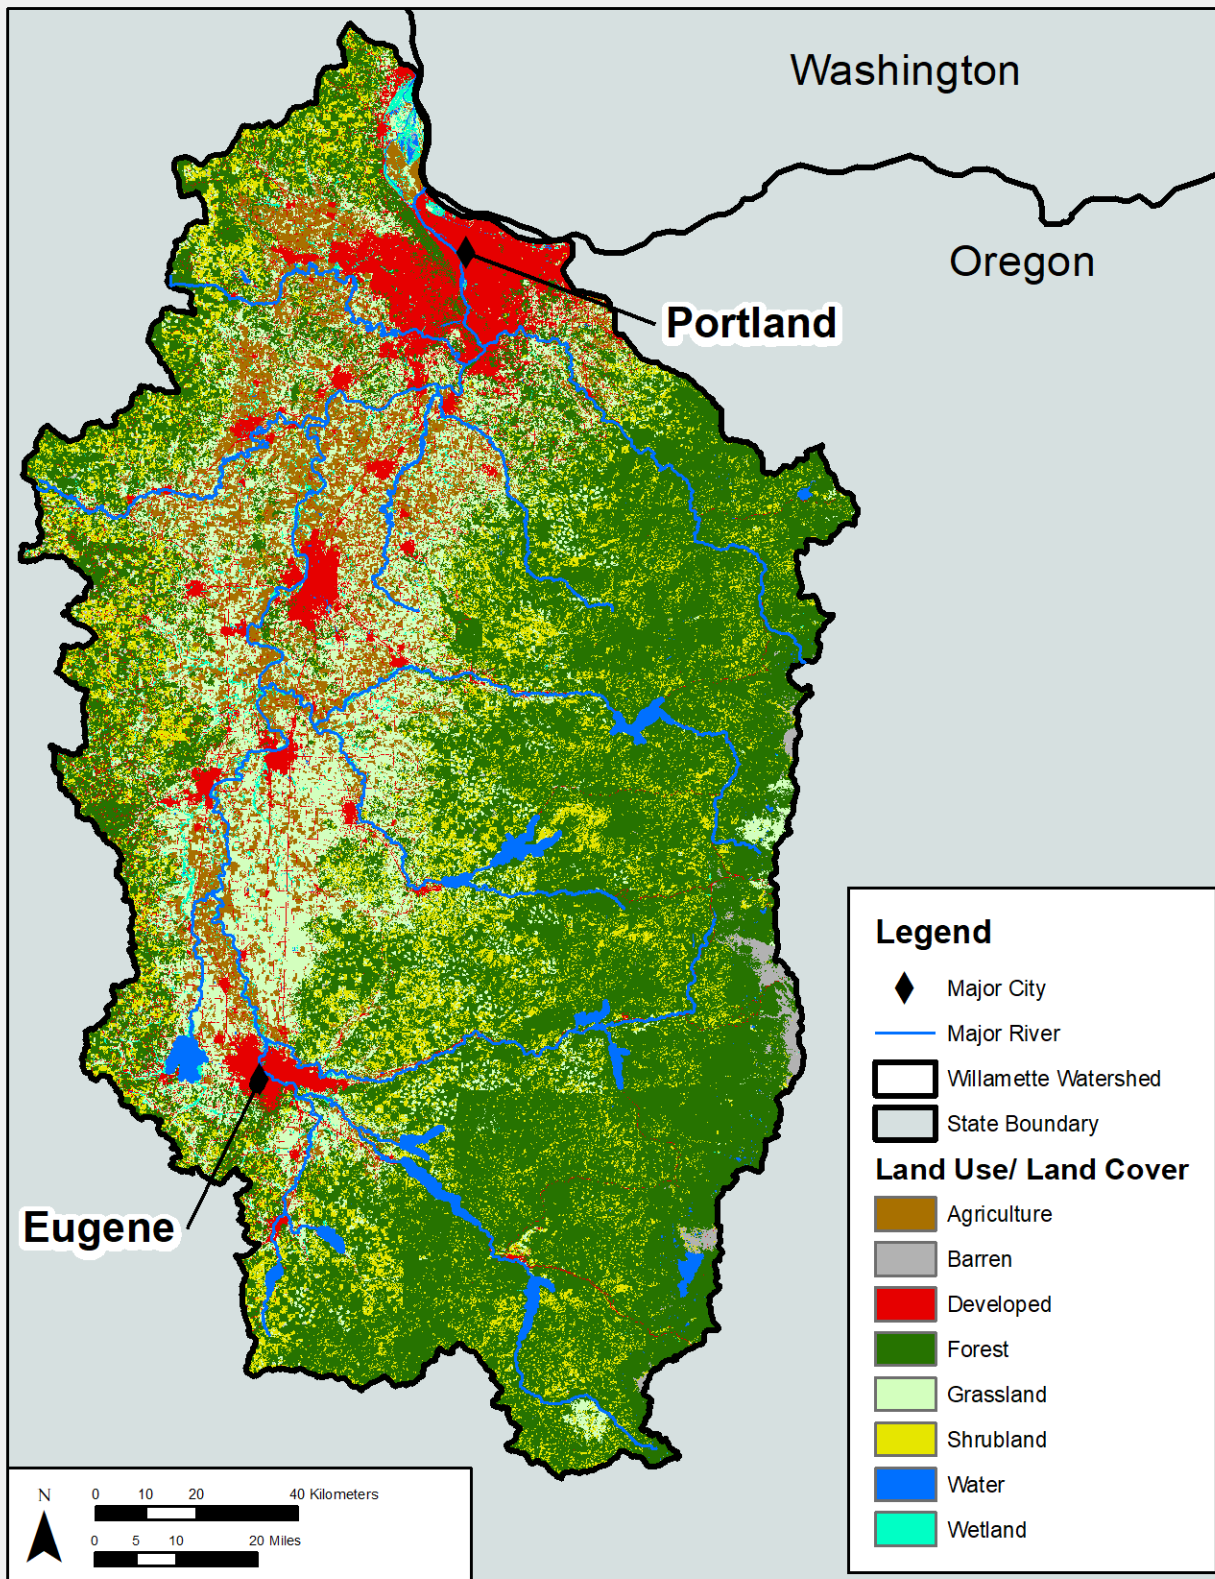 Washington
Oregon
Portland
Eugene
Legend
Major City
Major River
Willamette Watershed
State Boundary
Land Use/ Land Cover
Agriculture
Barren
Developed
Forest
Grassland
Shrubland
Water
Wetland
N
0 10 20 40 Kilometers
0 5 10 20 Miles